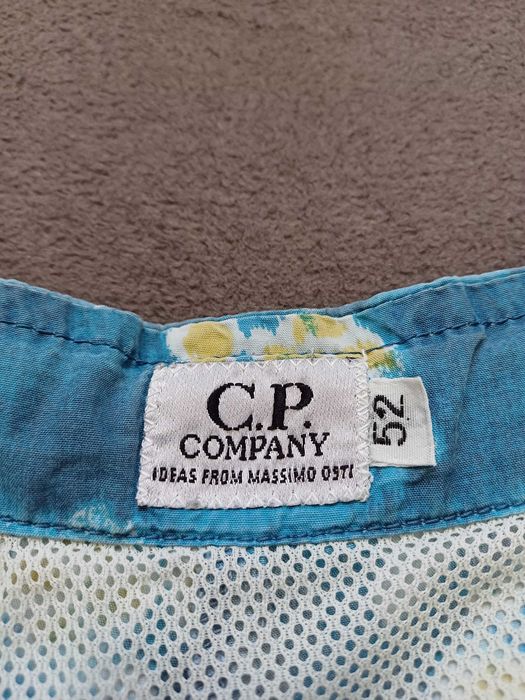 C.P.
COMPANY
IDEAS FROM MASSIMO OSTI
52